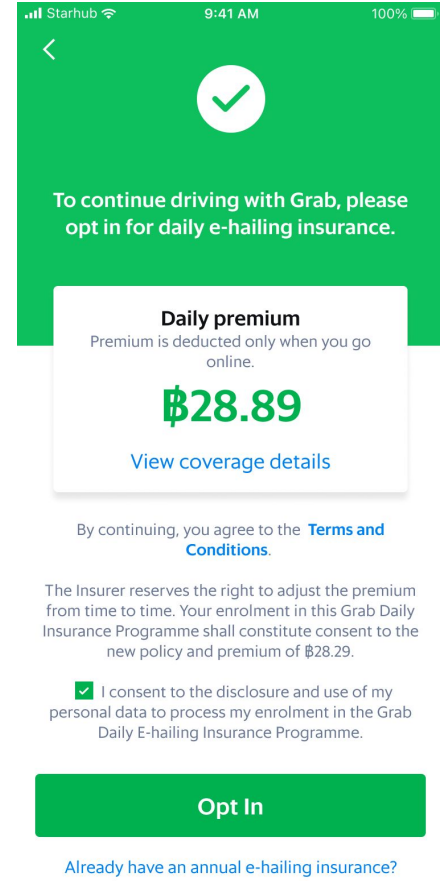 Starhub 9:41 AM 100%
To continue driving with Grab, please
opt in for daily e-hailing insurance.
Daily premium
Premium is deducted only when you go
online.
฿28.89
View coverage details
By continuing, you agree to the Terms and
Conditions.
The Insurer reserves the right to adjust the premium
from time to time. Your enrolment in this Grab Daily
Insurance Programme shall constitute consent to the
new policy and premium of ฿28.29.
I consent to the disclosure and use of my
personal data to process my enrolment in the Grab
Daily E-hailing Insurance Programme.
Opt In
Already have an annual e-hailing insurance?